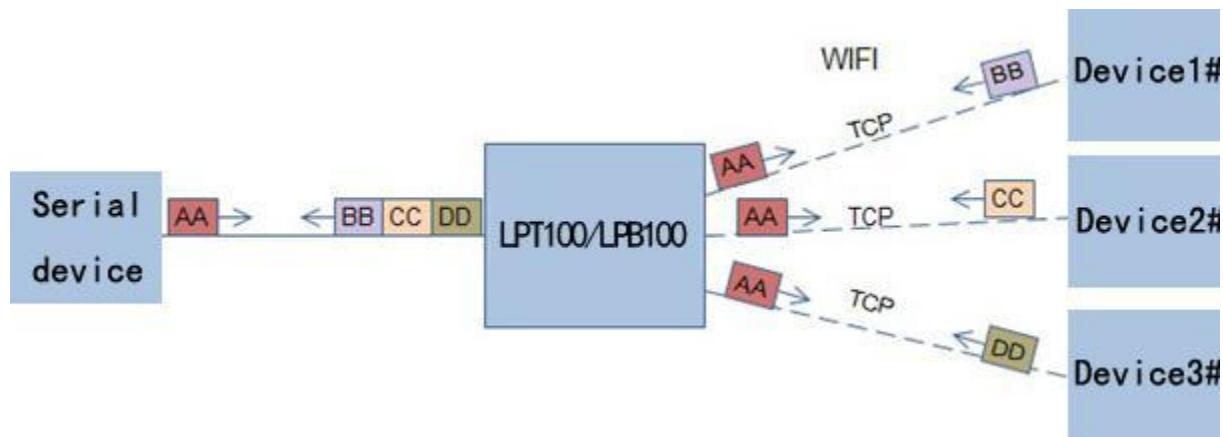 WIFI
BB
Device1#
TCP
AA
Serial
device
AA
BB CC DD
LPT100/LPB100
AA
TCP
CC
Device2#
AA
TCP
DD
Device3#